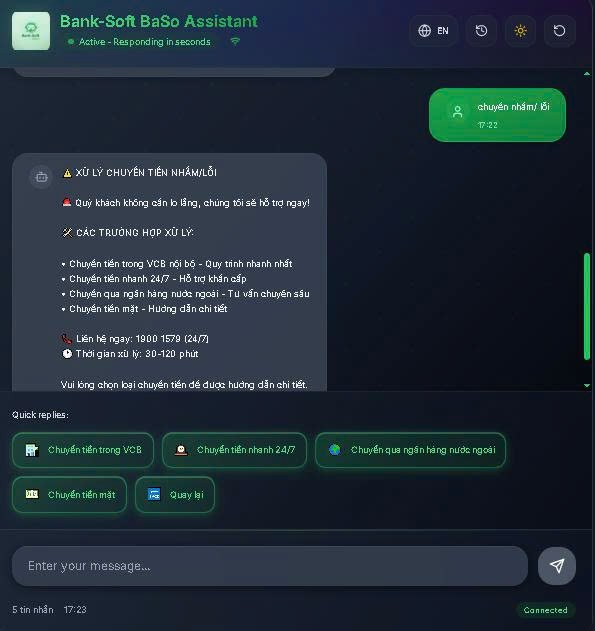 Bank-Soft BaSo Assistant
Active - Responding in seconds
EN
chuyển nhầm/ lỗi
17:22
XỬ LÝ CHUYỂN TIỀN NHẦM/LỖI
Quý khách không cần lo lắng, chúng tôi sẽ hỗ trợ ngay!
CÁC TRƯỜNG HỢP XỬ LÝ:
• Chuyển tiền trong VCB nội bộ - Quy trình nhanh nhất
• Chuyển tiền nhanh 24/7 - Hỗ trợ khẩn cấp
• Chuyển qua ngân hàng nước ngoài - Tư vấn chuyên sâu
• Chuyển tiền mặt - Hướng dẫn chi tiết
Liên hệ ngay: 1900 1579 (24/7)
Thời gian xử lý: 30-120 phút
Vui lòng chọn loại chuyển tiền để được hướng dẫn chi tiết.
Quick replies:
Chuyển tiền trong VCB
Chuyển tiền nhanh 24/7
Chuyển qua ngân hàng nước ngoài
Chuyển tiền mặt
Quay lại
Enter your message...
5 tin nhắn 17:23
Connected